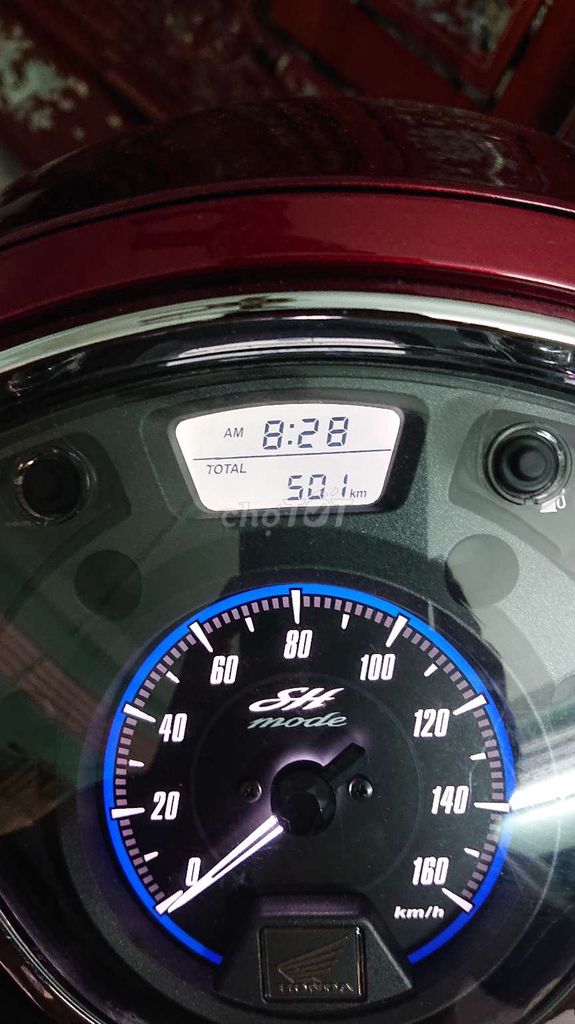 AM 8:28
TOTAL
501 km
chợTỐT
80
60 100
SH
mode
40 120
20 140
0 160
km/h
HONDA